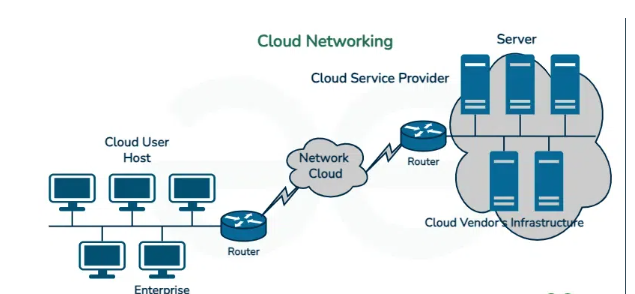 Cloud Networking
Server
Cloud Service Provider
Cloud User
Host
Network
Cloud
Router
Cloud Vendor's Infrastructure
Router
Enterprise